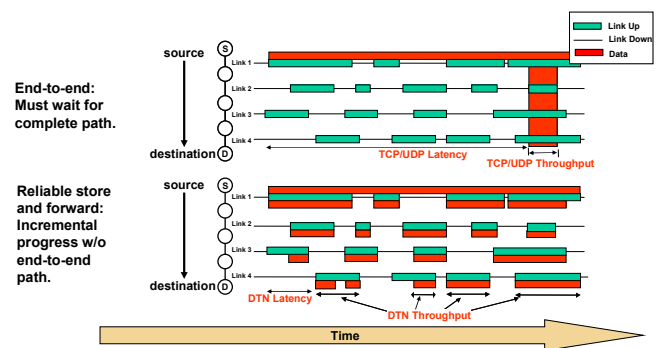 Link Up
Link Down
Data
source
S
Link 1
Link 2
End-to-end:
Must wait for
complete path.
Link 3
Link 4
destination
D
TCP/UDP Latency
TCP/UDP Throughput
source
S
Link 1
Reliable store
and forward:
Incremental
progress w/o
end-to-end
path.
Link 2
Link 3
Link 4
destination
D
DTN Latency
DTN Throughput
Time